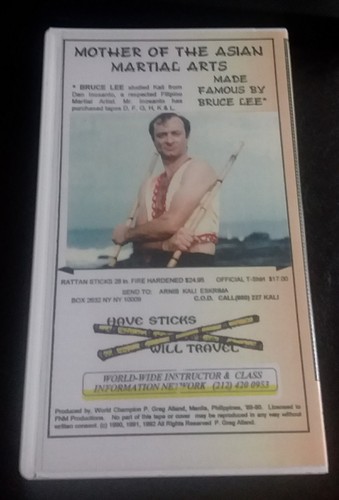 MOTHER OF THE ASIAN
MARTIAL ARTS
MADE
FAMOUS BY
BRUCE LEE*
* BRUCE LEE studied Kali from
Dan Inosanto, a respected Filipino
Martial Artist. Mr. Inosanto has
purchased tapes D, F, G, H, K & L.
RATTAN STICKS 28 in. FIRE HARDENED $24.95 OFFICIAL T-Shirt $17.00
SEND TO: ARNIS KALI ESKRIMA
BOX 2632 NY NY 10009 C.O.D. CALL(800) 237 KALI
HAVE STICKS
WILL TRAVEL
WORLD-WIDE INSTRUCTOR & CLASS
INFORMATION NETWORK (212) 420 0953
Produced by, World Champion P. Greg Alland, Manila, Philippines, '89-90. Licensed to
PHM Productions. No part of this tape or cover may be reproduced in any way without
written consent. (c) 1990, 1991, 1992 All Rights Reserved P. Greg Alland.